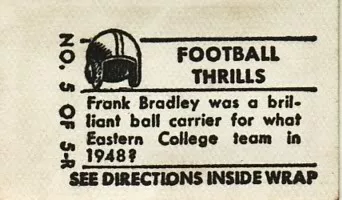 NO. 5 OF 5-R
FOOTBALL
THRILLS
Frank Bradley was a bril-
liant ball carrier for what
Eastern College team in
1948?
SEE DIRECTIONS INSIDE WRAP